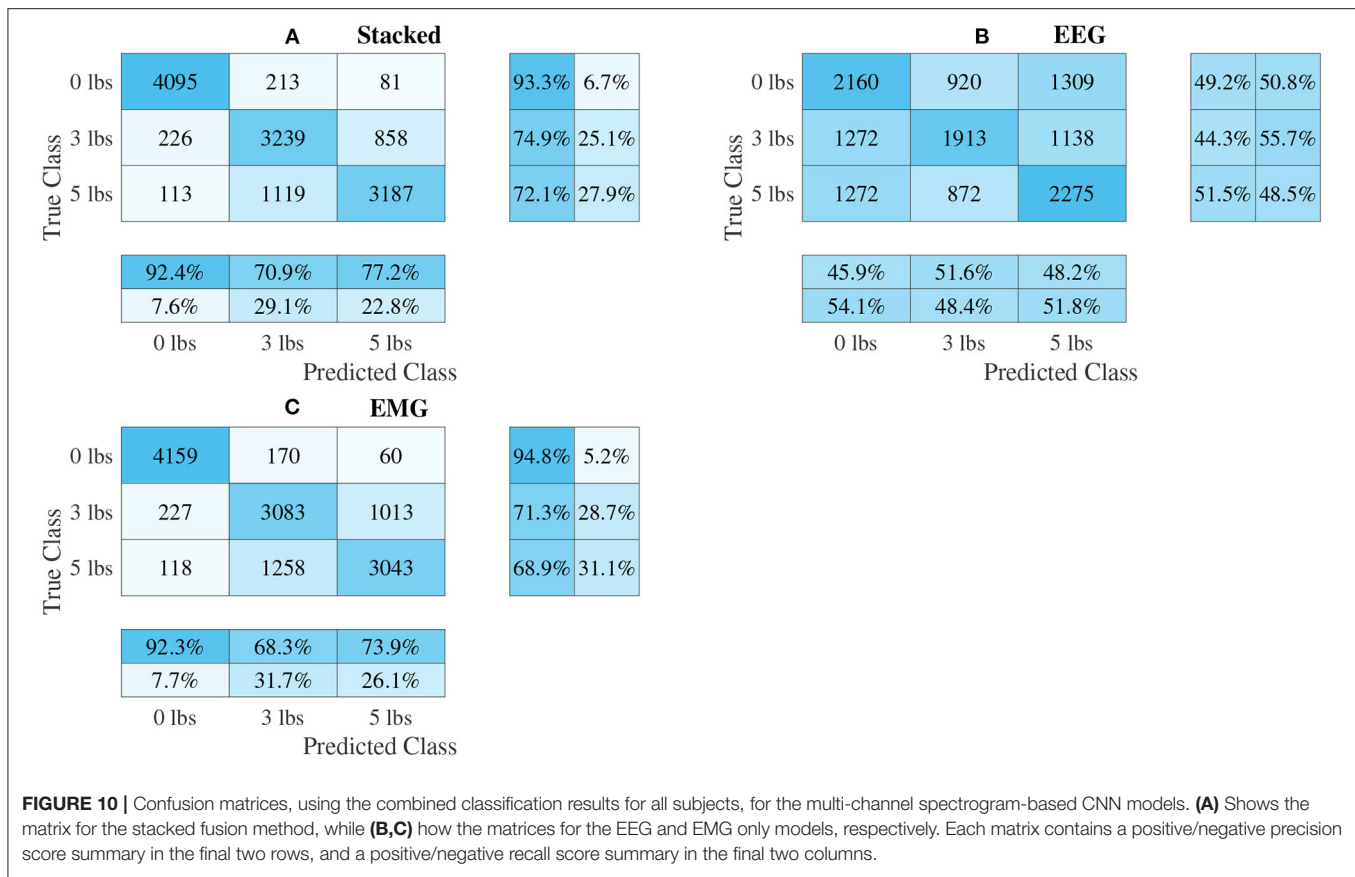 A Stacked
True Class
0 lbs 4095 213 81 93.3% 6.7%
3 lbs 226 3239 858 74.9% 25.1%
5 lbs 113 1119 3187 72.1% 27.9%
92.4% 70.9% 77.2%
7.6% 29.1% 22.8%
0 lbs 3 lbs 5 lbs
Predicted Class
B EEG
True Class
0 lbs 2160 920 1309 49.2% 50.8%
3 lbs 1272 1913 1138 44.3% 55.7%
5 lbs 1272 872 2275 51.5% 48.5%
45.9% 51.6% 48.2%
54.1% 48.4% 51.8%
0 lbs 3 lbs 5 lbs
Predicted Class
C EMG
True Class
0 lbs 4159 170 60 94.8% 5.2%
3 lbs 227 3083 1013 71.3% 28.7%
5 lbs 118 1258 3043 68.9% 31.1%
92.3% 68.3% 73.9%
7.7% 31.7% 26.1%
0 lbs 3 lbs 5 lbs
Predicted Class
FIGURE 10 | Confusion matrices, using the combined classification results for all subjects, for the multi-channel spectrogram-based CNN models. (A) Shows the
matrix for the stacked fusion method, while (B,C) how the matrices for the EEG and EMG only models, respectively. Each matrix contains a positive/negative precision
score summary in the final two rows, and a positive/negative recall score summary in the final two columns.